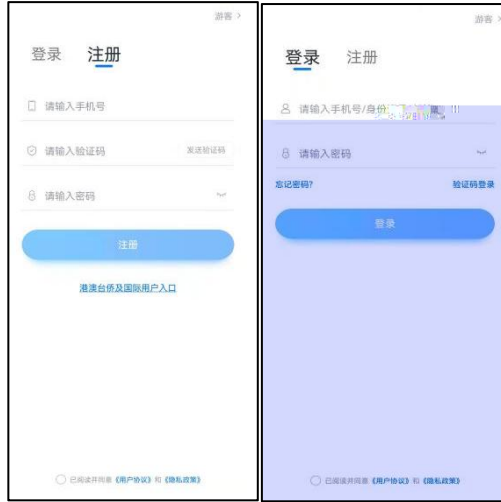 游客 >
登录 注册
请输入手机号
请输入验证码 发送验证码
请输入密码
注册
港澳台侨及国际用户入口
已阅读并同意《用户协议》和《隐私政策》
游客 >
登录 注册
请输入手机号/身份
请输入密码
忘记密码? 验证码登录
登录
已阅读并同意《用户协议》和《隐私政策》